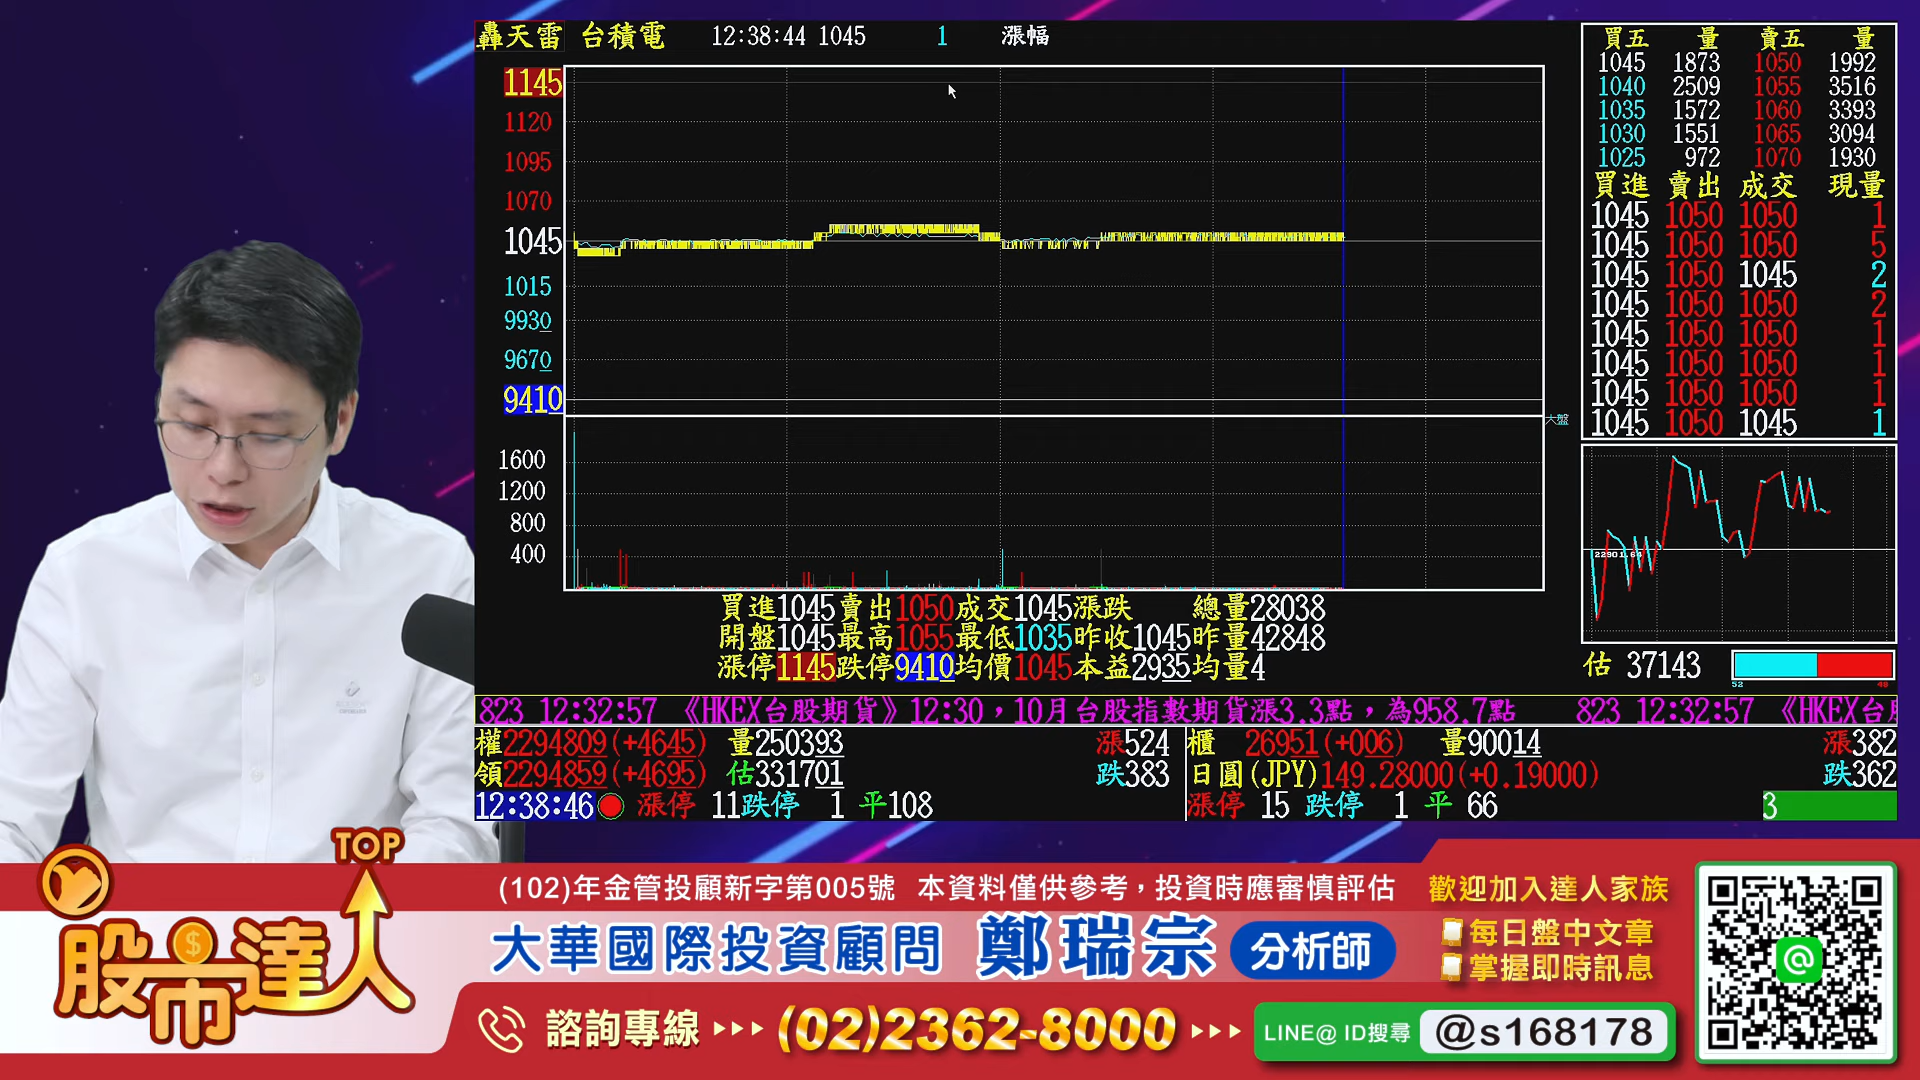 轟天雷 台積電 12:38:44 1045 1 漲幅
1145
1120
1095
1070
1045
1015
9930
9670
9410
1600
1200
800
400
大盤
買五 量 賣五 量
1045 1873 1050 1992
1040 2509 1055 3516
1035 1572 1060 3393
1030 1551 1065 3094
1025 972 1070 1930
買進 賣出 成交 現量
1045 1050 1050 1
1045 1050 1050 5
1045 1050 1045 2
1045 1050 1050 2
1045 1050 1050 1
1045 1050 1050 1
1045 1050 1050 1
1045 1050 1045 1
22901.64
估 37143
52 48
買進1045賣出1050成交1045漲跌 總量28038
開盤1045最高1055最低1035昨收1045昨量42848
漲停1145跌停9410均價1045本益2935均量4
823 12:32:57 《HKEX台股期貨》12:30,10月台股指數期貨漲3.3點,為958.7點 823 12:32:57 《HKEX台股
權2294809(+4645) 量250393 漲524 櫃 26951(+006) 量90014 漲382
領2294859(+4695) 估331701 跌383 日圓(JPY)149.28000(+0.19000) 跌362
12:38:46 漲停 11跌停 1 平108 漲停 15 跌停 1 平 66 3
TOP
股市達人
(102)年金管投顧新字第005號 本資料僅供參考,投資時應審慎評估
大華國際投資顧問 鄭瑞宗 分析師
諮詢專線 (02)2362-8000
歡迎加入達人家族
每日盤中文章
掌握即時訊息
LINE@ ID搜尋 @s168178